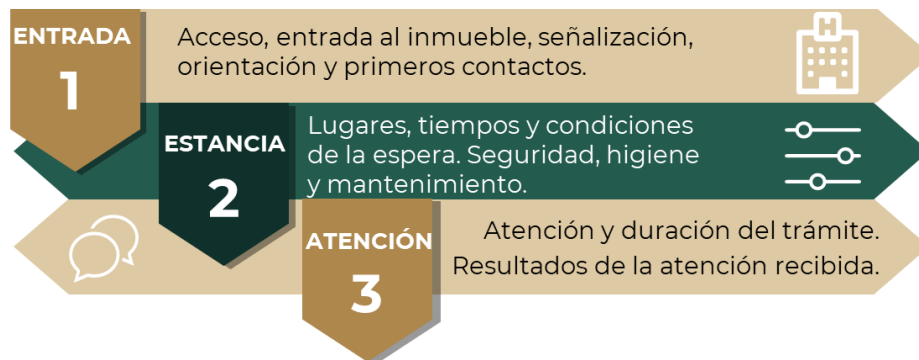 ENTRADA
1
Acceso, entrada al inmueble, señalización,
orientación y primeros contactos.
H
ESTANCIA
2
Lugares, tiempos y condiciones
de la espera. Seguridad, higiene
y mantenimiento.
ATENCIÓN
3
Atención y duración del trámite.
Resultados de la atención recibida.